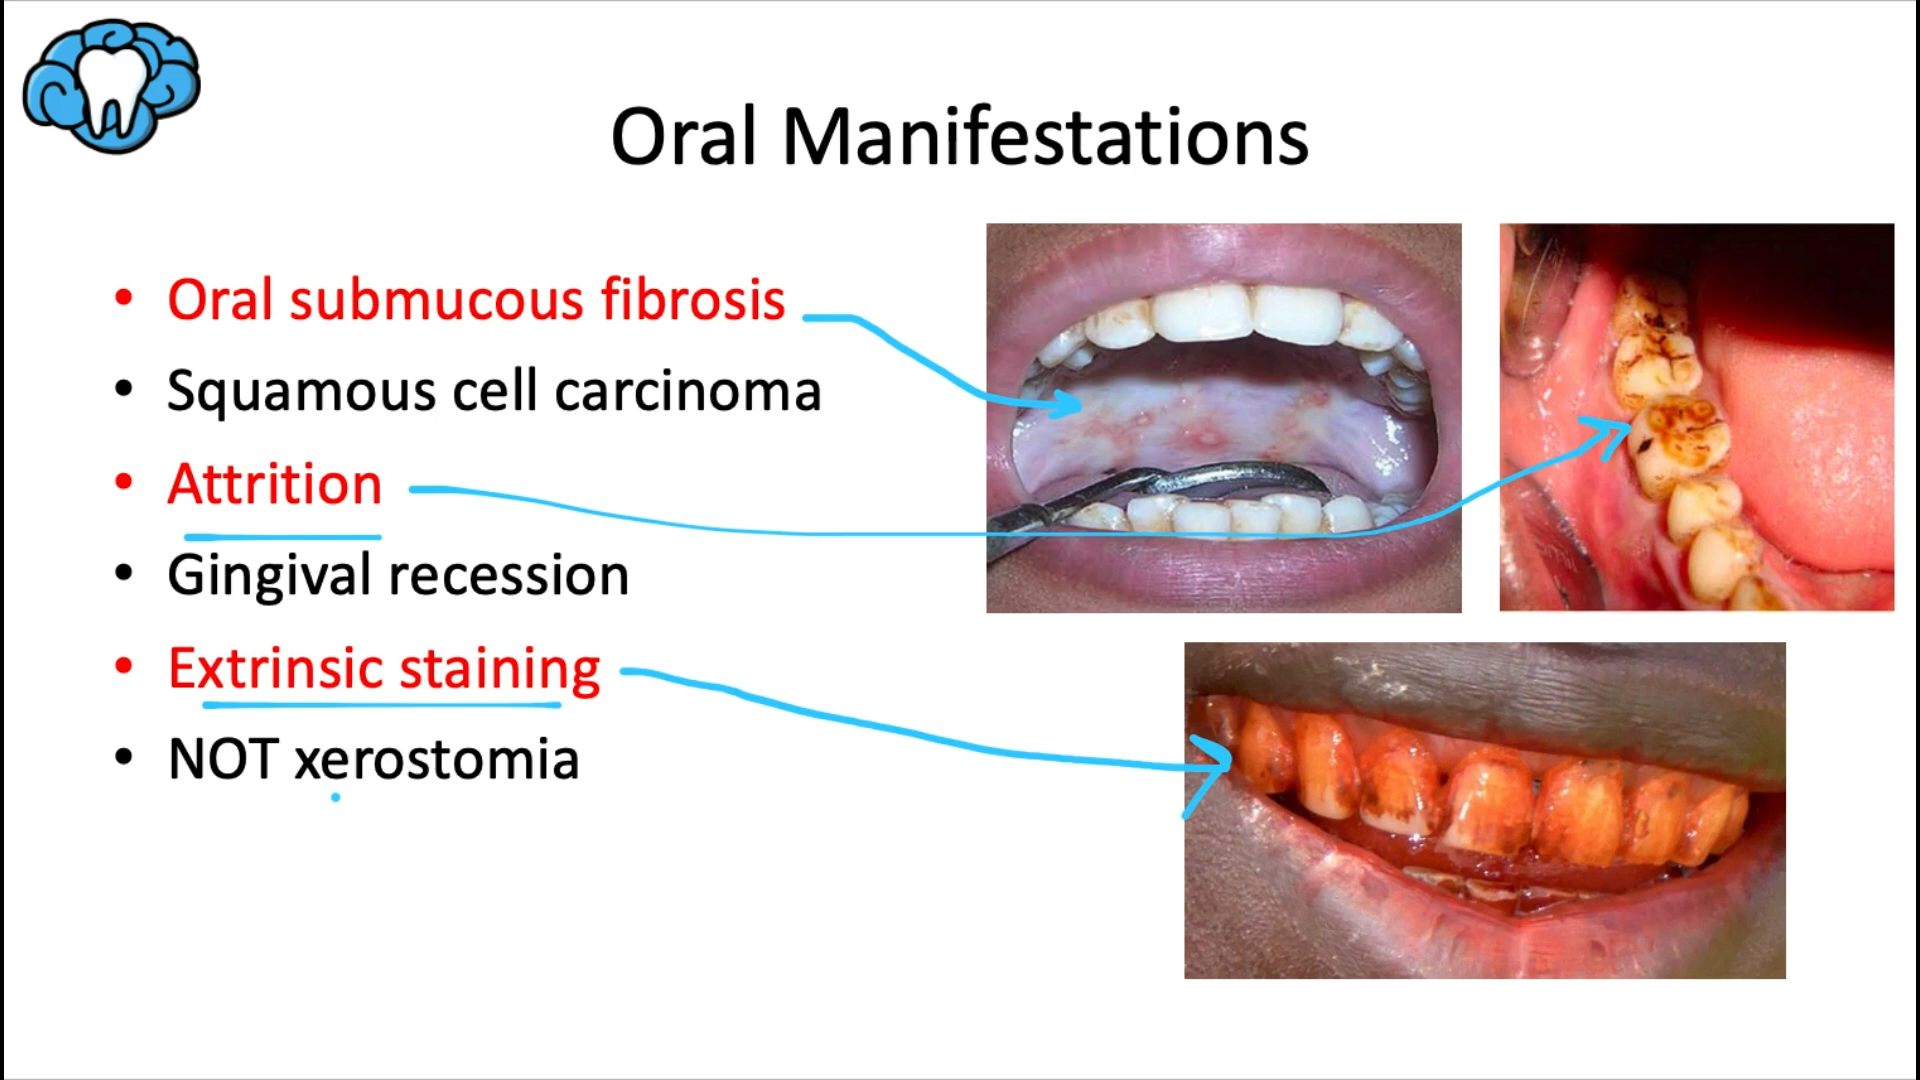 Oral Manifestations
• Oral submucous fibrosis
• Squamous cell carcinoma
• Attrition
• Gingival recession
• Extrinsic staining
• NOT xerostomia